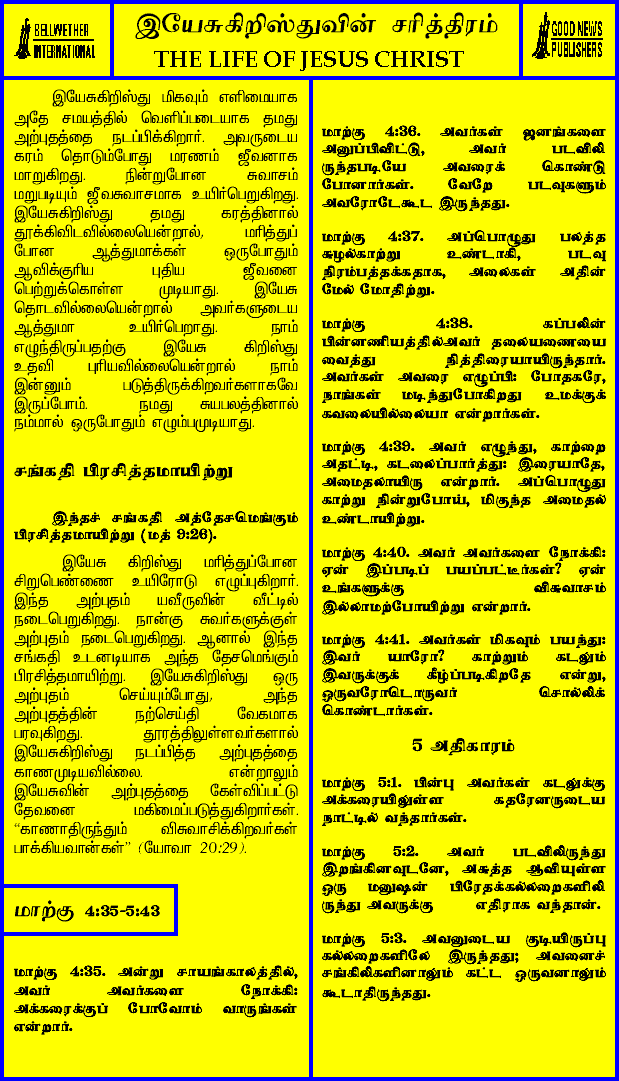 BELLWETHER
INTERNATIONAL
இயேசுகிறிஸ்துவின் சரித்திரம்
THE LIFE OF JESUS CHRIST
GOOD NEWS
PUBLISHERS
இயேசுகிறிஸ்து மிகவும் எளிமையாக
அதே சமயத்தில் வெளிப்படையாக தமது
அற்புதத்தை நடப்பிக்கிறார். அவருடைய
கரம் தொடும்போது மரணம் ஜீவனாக
மாறுகிறது. நின்றுபோன சுவாசம்
மறுபடியும் ஜீவசுவாசமாக உயிர்பெறுகிறது.
இயேசுகிறிஸ்து தமது கரத்தினால்
தூக்கிவிடவில்லையென்றால், மரித்துப்
போன ஆத்துமாக்கள் ஒருபோதும்
ஆவிக்குரிய புதிய ஜீவனை
பெற்றுக்கொள்ள முடியாது. இயேசு
தொடவில்லையென்றால் அவர்களுடைய
ஆத்துமா உயிர்பெறாது. நாம்
எழுந்திருப்பதற்கு இயேசு கிறிஸ்து
உதவி புரியவில்லையென்றால் நாம்
இன்னும் படுத்திருக்கிறவர்களாகவே
இருப்போம். நமது சுயபலத்தினால்
நம்மால் ஒருபோதும் எழும்பமுடியாது.
சங்கதி பிரசித்தமாயிற்று
இந்தச் சங்கதி அத்தேசமெங்கும்
பிரசித்தமாயிற்று (மத் 9:26).
இயேசு கிறிஸ்து மரித்துப்போன
சிறுபெண்ணை உயிரோடு எழுப்புகிறார்.
இந்த அற்புதம் யவீருவின் வீட்டில்
நடைபெறுகிறது. நான்கு சுவர்களுக்குள்
அற்புதம் நடைபெறுகிறது. ஆனால் இந்த
சங்கதி உடனடியாக அந்த தேசமெங்கும்
பிரசித்தமாயிற்று. இயேசுகிறிஸ்து ஒரு
அற்புதம் செய்யும்போது, அந்த
அற்புதத்தின் நற்செய்தி வேகமாக
பரவுகிறது. தூரத்திலுள்ளவர்களால்
இயேசுகிறிஸ்து நடப்பித்த அற்புதத்தை
காணமுடியவில்லை. என்றாலும்
இயேசுவின் அற்புதத்தை கேள்விப்பட்டு
தேவனை மகிமைப்படுத்துகிறார்கள்.
“காணாதிருந்தும் விசுவாசிக்கிறவர்கள்
பாக்கியவான்கள்” (யோவா 20:29).
மாற்கு 4:35-5:43
மாற்கு 4:35. அன்று சாயங்காலத்தில்,
அவர் அவர்களை நோக்கி:
அக்கரைக்குப் போவோம் வாருங்கள்
என்றார்.
மாற்கு 4:36. அவர்கள் ஜனங்களை
அனுப்பிவிட்டு, அவர் படவிலி
ருந்தபடியே அவரைக் கொண்டு
போனார்கள். வேறே படவுகளும்
அவரோடேகூட இருந்தது.
மாற்கு 4:37. அப்பொழுது பலத்த
சுழல்காற்று உண்டாகி, படவு
நிரம்பத்தக்கதாக, அலைகள் அதின்
மேல் மோதிற்று.
மாற்கு 4:38. கப்பலின்
பின்னணியத்தில்அவர் தலையணையை
வைத்து நித்திரையாயிருந்தார்.
அவர்கள் அவரை எழுப்பி: போதகரே,
நாங்கள் மடிந்துபோகிறது உமக்குக்
கவலையில்லையா என்றார்கள்.
மாற்கு 4:39. அவர் எழுந்து, காற்றை
அதட்டி, கடலைப்பார்த்து: இரையாதே,
அமைதலாயிரு என்றார். அப்பொழுது
காற்று நின்றுபோய், மிகுந்த அமைதல்
உண்டாயிற்று.
மாற்கு 4:40. அவர் அவர்களை நோக்கி:
ஏன் இப்படிப் பயப்பட்டீர்கள்? ஏன்
உங்களுக்கு விசுவாசம்
இல்லாமற்போயிற்று என்றார்.
மாற்கு 4:41. அவர்கள் மிகவும் பயந்து:
இவர் யாரோ? காற்றும் கடலும்
இவருக்குக் கீழ்ப்படிகிறதே என்று,
ஒருவரோடொருவர் சொல்லிக்
கொண்டார்கள்.
5 அதிகாரம்
மாற்கு 5:1. பின்பு அவர்கள் கடலுக்கு
அக்கரையிலுள்ள கதரேனருடைய
நாட்டில் வந்தார்கள்.
மாற்கு 5:2. அவர் படவிலிருந்து
இறங்கினவுடனே, அசுத்த ஆவியுள்ள
ஒரு மனுஷன் பிரேதக்கல்லறைகளிலி
ருந்து அவருக்கு எதிராக வந்தான்.
மாற்கு 5:3. அவனுடைய குடியிருப்பு
கல்லறைகளிலே இருந்தது; அவனைச்
சங்கிலிகளினாலும் கட்ட ஒருவனாலும்
கூடாதிருந்தது.